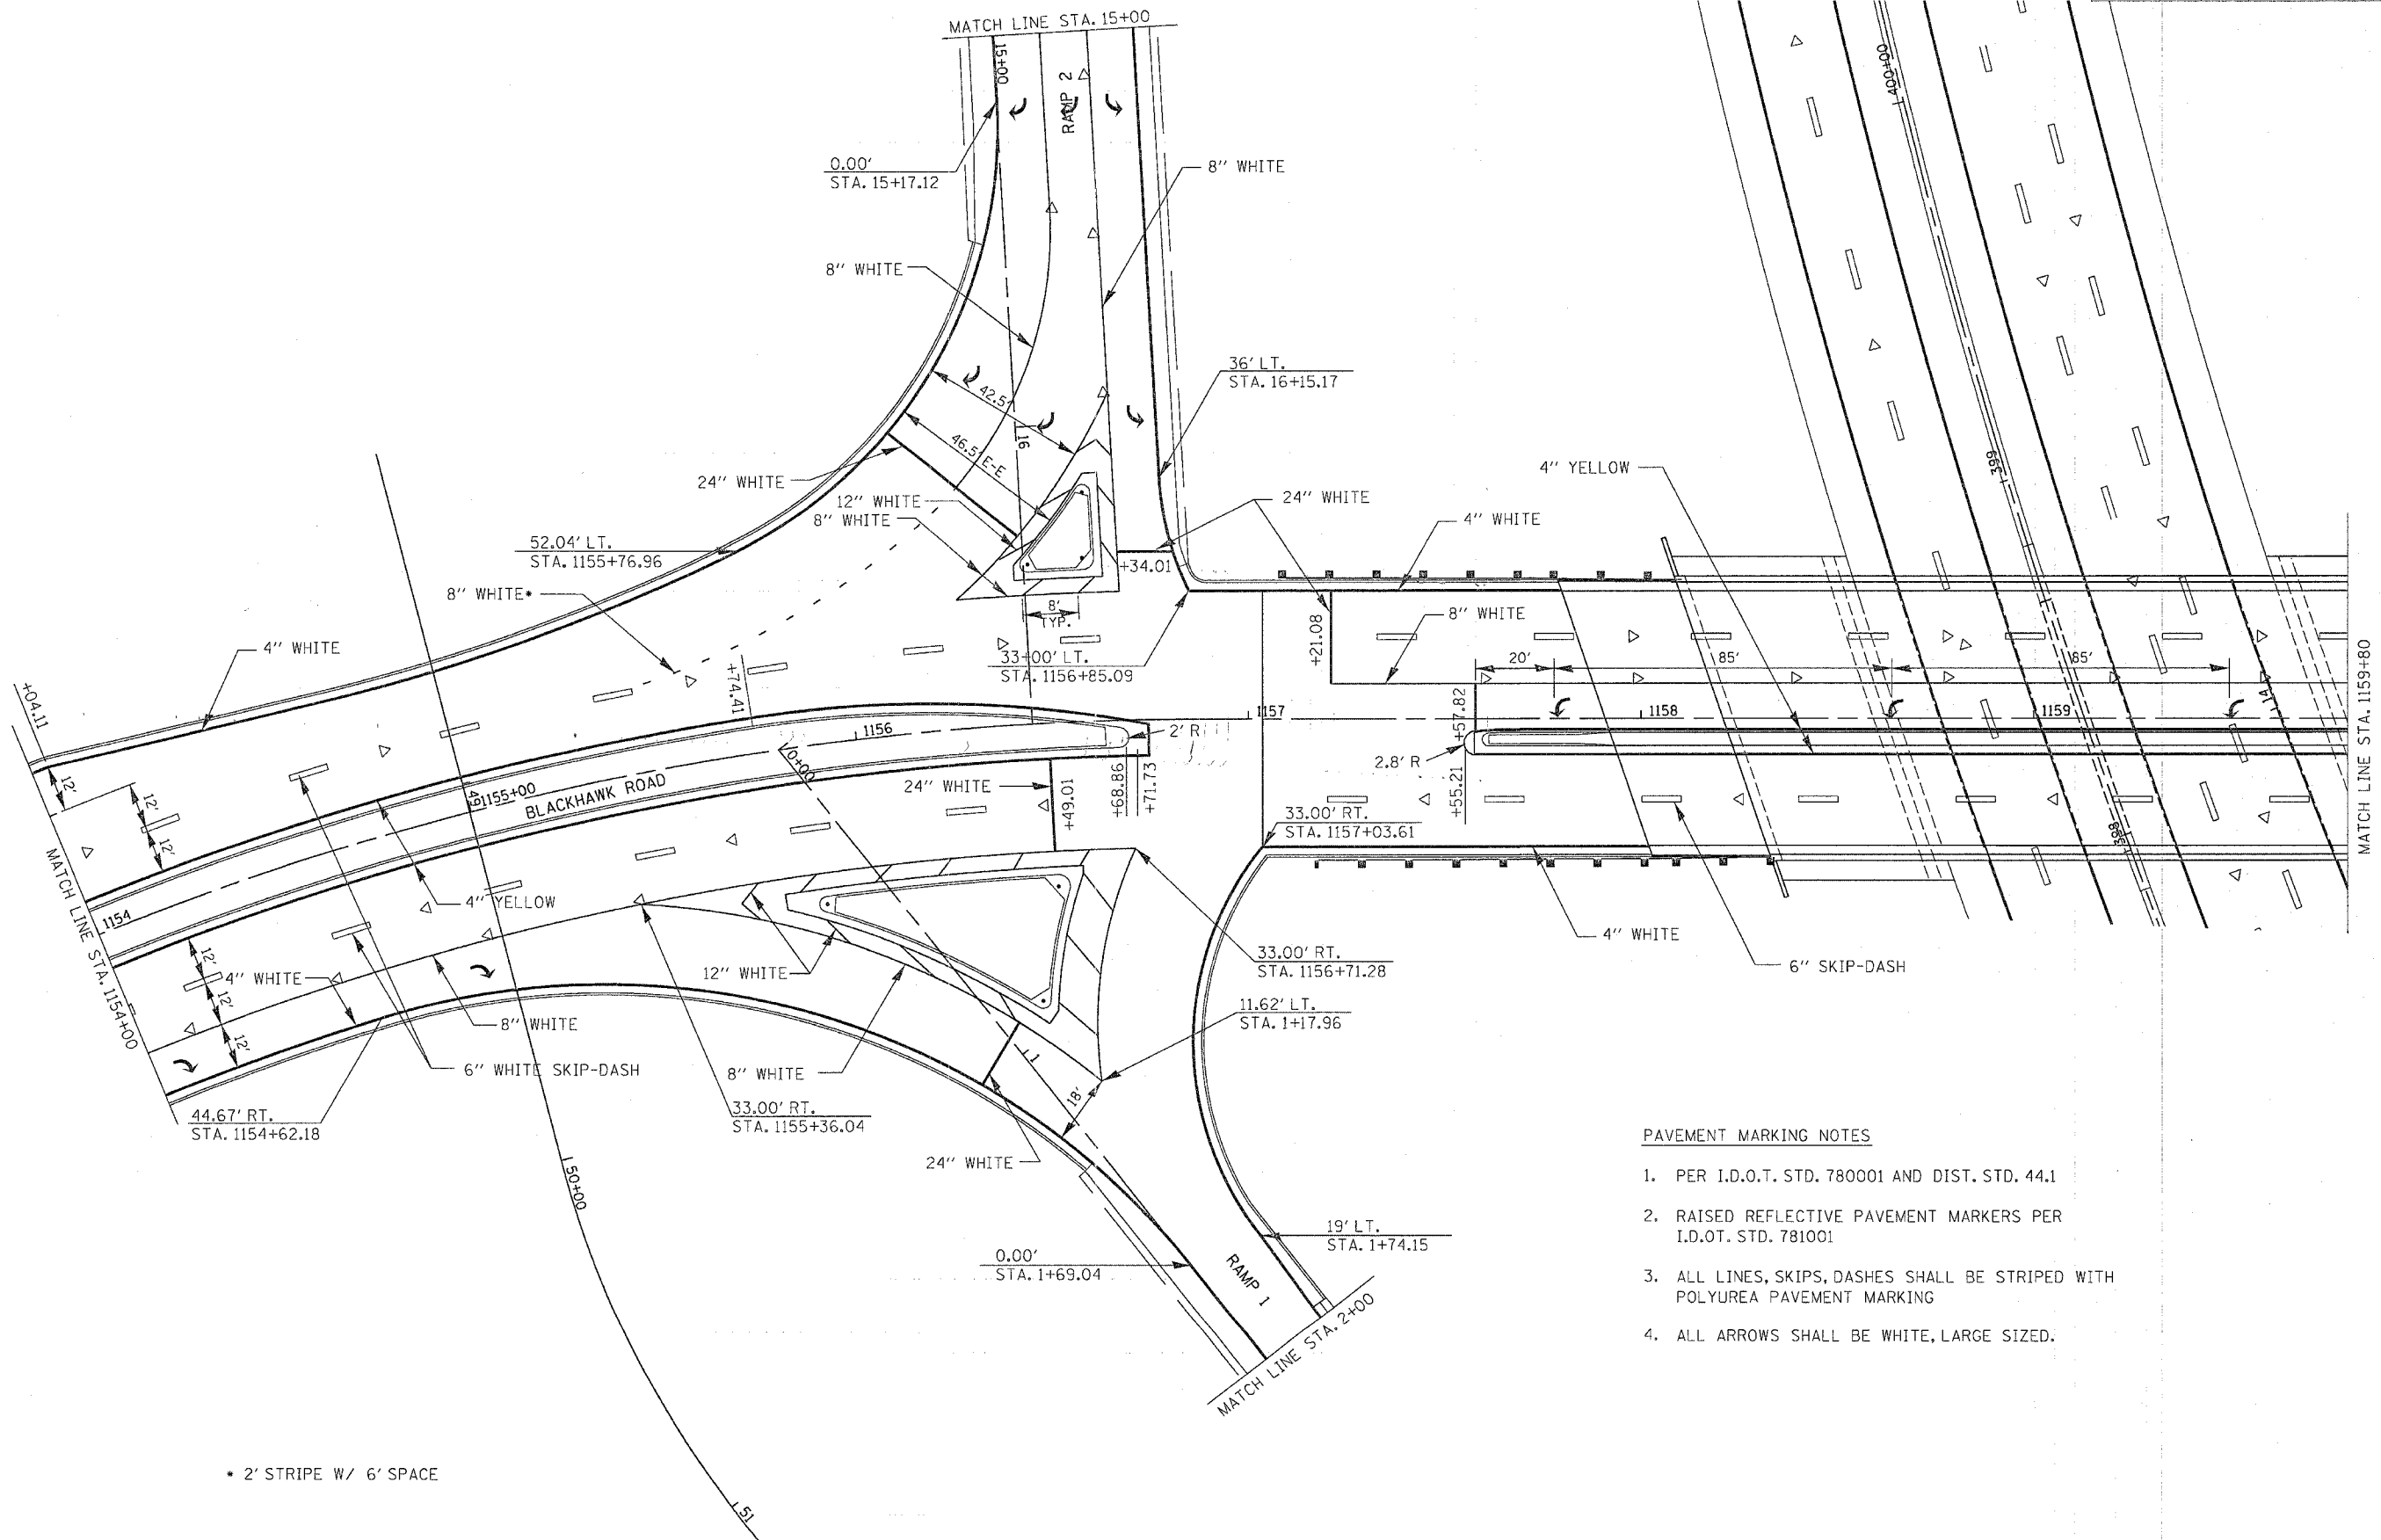 MATCH LINE STA. 15+00
15+00
RAMP 2
0.00'
STA. 15+17.12
8" WHITE
8" WHITE
400+00
36' LT.
STA. 16+15.17
42.5'
16
46.5' E-E
24" WHITE
12" WHITE
8" WHITE
24" WHITE
4" WHITE
4" YELLOW
399
52.04' LT.
STA. 1155+76.96
+34.01
8" WHITE*
8'
TYP.
8" WHITE
+21.08
4" WHITE
33+00' LT.
STA. 1156+85.09
20'
85'
85'
+04.11
+74.41
MATCH LINE STA. 1159+80
12'
12'
12'
1156
2' R
1157
+57.82
1158
1159
0+00
2.8' R
49
1155+00
BLACKHAWK ROAD
24" WHITE
+49.01
+68.86
+71.73
+55.21
33.00' RT.
STA. 1157+03.61
398
MATCH LINE STA. 1154+00
1154
4" YELLOW
12'
12'
12'
4" WHITE
12" WHITE
33.00' RT.
STA. 1156+71.28
4" WHITE
6" SKIP-DASH
8" WHITE
11.62' LT.
STA. 1+17.96
1
6" WHITE SKIP-DASH
8" WHITE
18'
44.67' RT.
STA. 1154+62.18
33.00' RT.
STA. 1155+36.04
24" WHITE
50+00
0.00'
STA. 1+69.04
19' LT.
STA. 1+74.15
RAMP 1
MATCH LINE STA. 2+00
PAVEMENT MARKING NOTES
1. PER I.D.O.T. STD. 780001 AND DIST. STD. 44.1
2. RAISED REFLECTIVE PAVEMENT MARKERS PER
I.D.OT. STD. 781001
3. ALL LINES, SKIPS, DASHES SHALL BE STRIPED WITH
POLYUREA PAVEMENT MARKING
4. ALL ARROWS SHALL BE WHITE, LARGE SIZED.
* 2' STRIPE W/ 6' SPACE
51